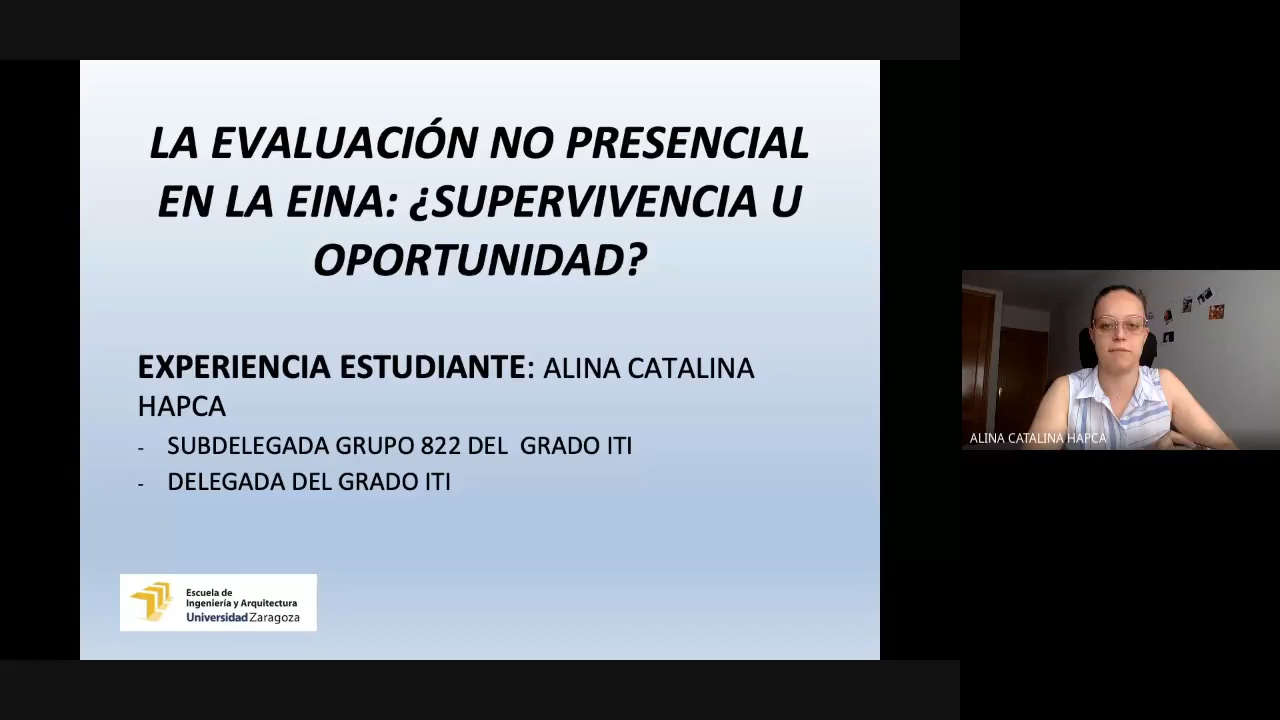 LA EVALUACIÓN NO PRESENCIAL
EN LA EINA: ¿SUPERVIVENCIA U
OPORTUNIDAD?
EXPERIENCIA ESTUDIANTE: ALINA CATALINA
HAPCA
- SUBDELEGADA GRUPO 822 DEL GRADO ITI
- DELEGADA DEL GRADO ITI
Escuela de
Ingeniería y Arquitectura
Universidad Zaragoza
ALINA CATALINA HAPCA